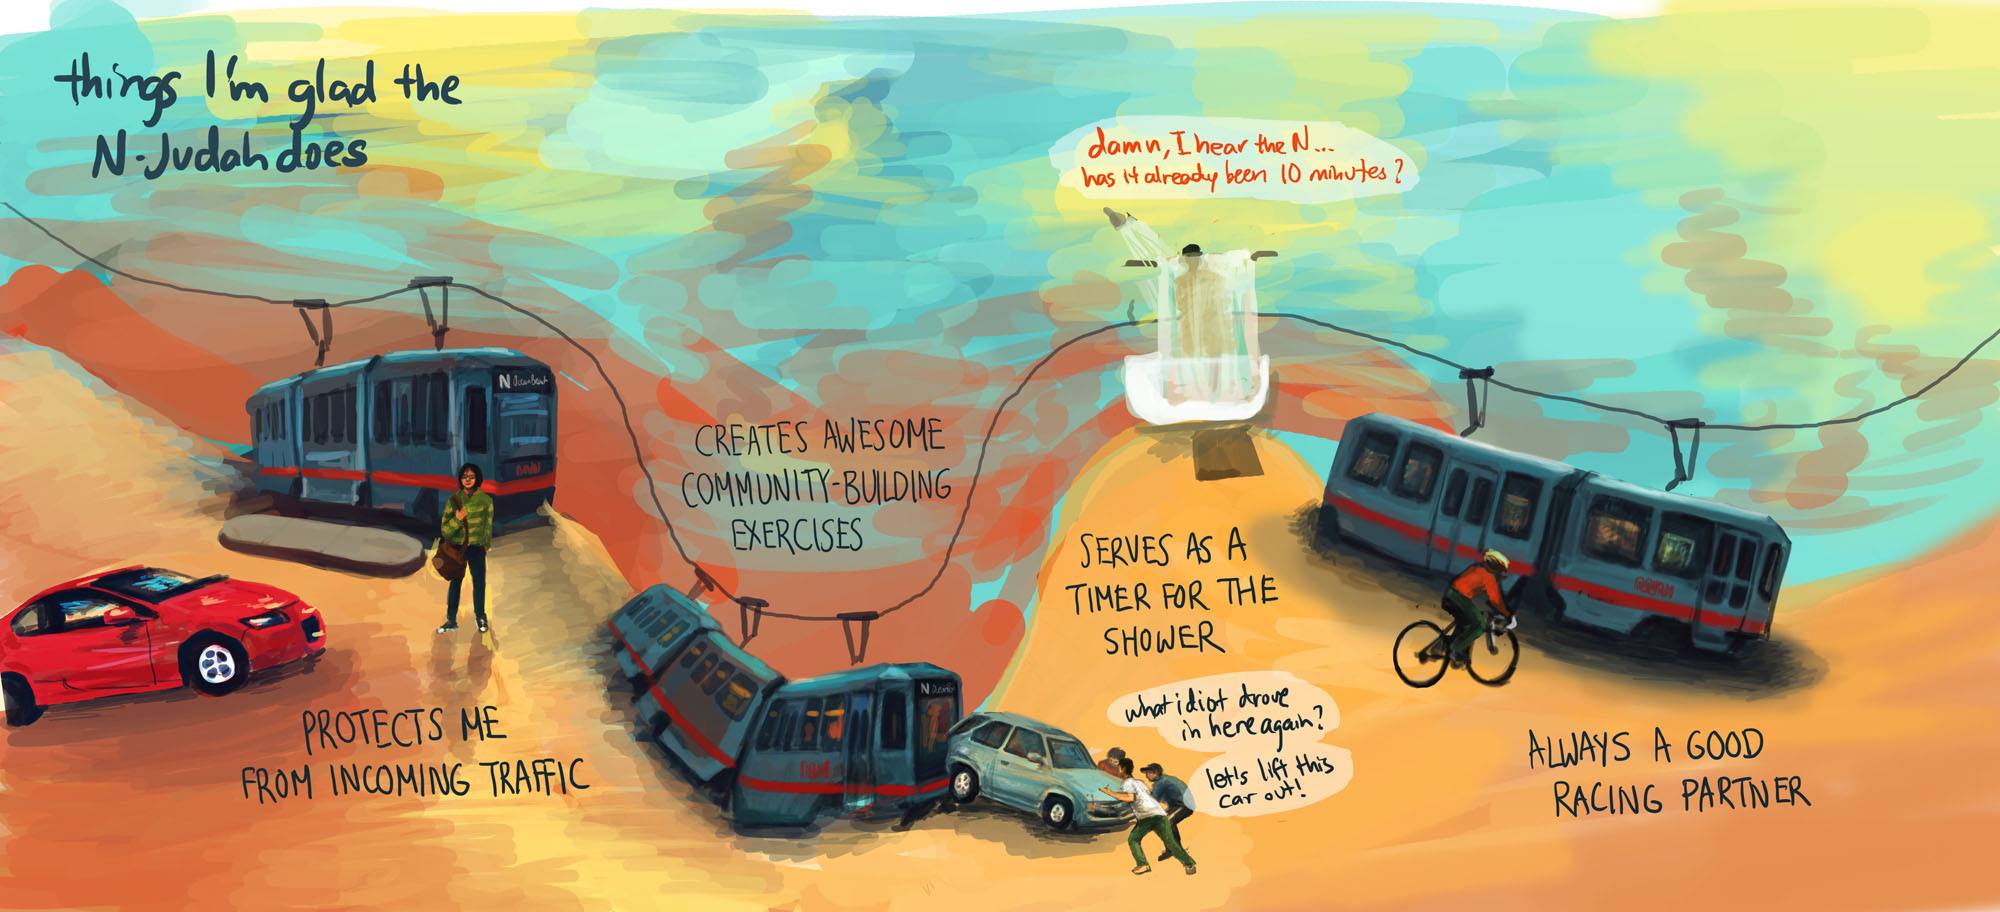 things I'm glad the
N-Judah does
damn, I hear the N...
has it already been 10 minutes?
N Ocean Beach
CREATES AWESOME
COMMUNITY-BUILDING
EXERCISES
SERVES AS A
TIMER FOR THE
SHOWER
N
what idiot drove
in here again?
let's lift this
car out!
PROTECTS ME
FROM INCOMING TRAFFIC
ALWAYS A GOOD
RACING PARTNER